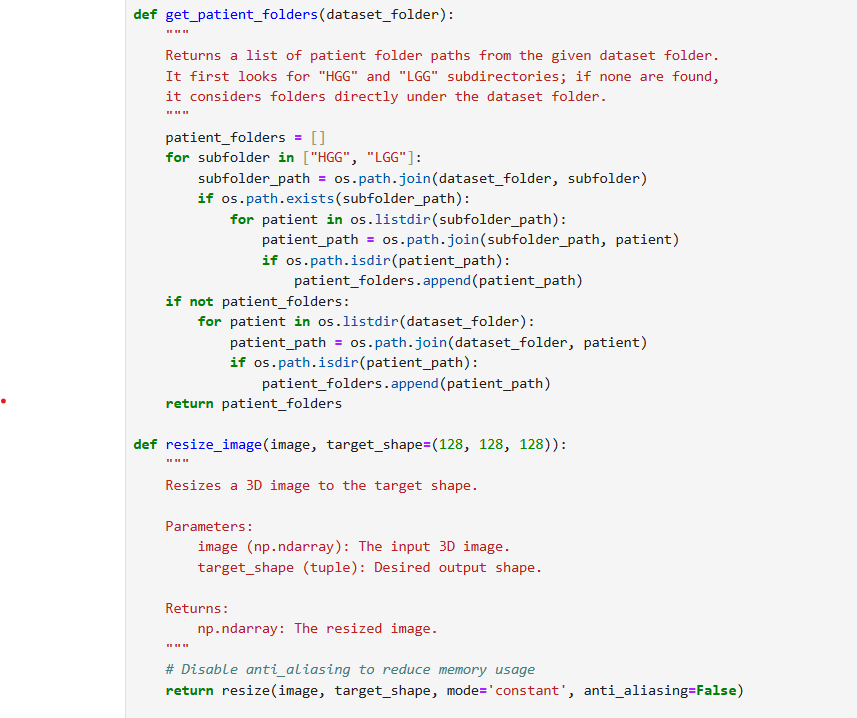 def get_patient_folders(dataset_folder):
    """
    Returns a list of patient folder paths from the given dataset folder.
    It first looks for "HGG" and "LGG" subdirectories; if none are found,
    it considers folders directly under the dataset folder.
    """
    patient_folders = []
    for subfolder in ["HGG", "LGG"]:
        subfolder_path = os.path.join(dataset_folder, subfolder)
        if os.path.exists(subfolder_path):
            for patient in os.listdir(subfolder_path):
                patient_path = os.path.join(subfolder_path, patient)
                if os.path.isdir(patient_path):
                    patient_folders.append(patient_path)
    if not patient_folders:
        for patient in os.listdir(dataset_folder):
            patient_path = os.path.join(dataset_folder, patient)
            if os.path.isdir(patient_path):
                patient_folders.append(patient_path)
    return patient_folders

def resize_image(image, target_shape=(128, 128, 128)):
    """
    Resizes a 3D image to the target shape.

    Parameters:
        image (np.ndarray): The input 3D image.
        target_shape (tuple): Desired output shape.

    Returns:
        np.ndarray: The resized image.
    """
    # Disable anti_aliasing to reduce memory usage
    return resize(image, target_shape, mode='constant', anti_aliasing=False)